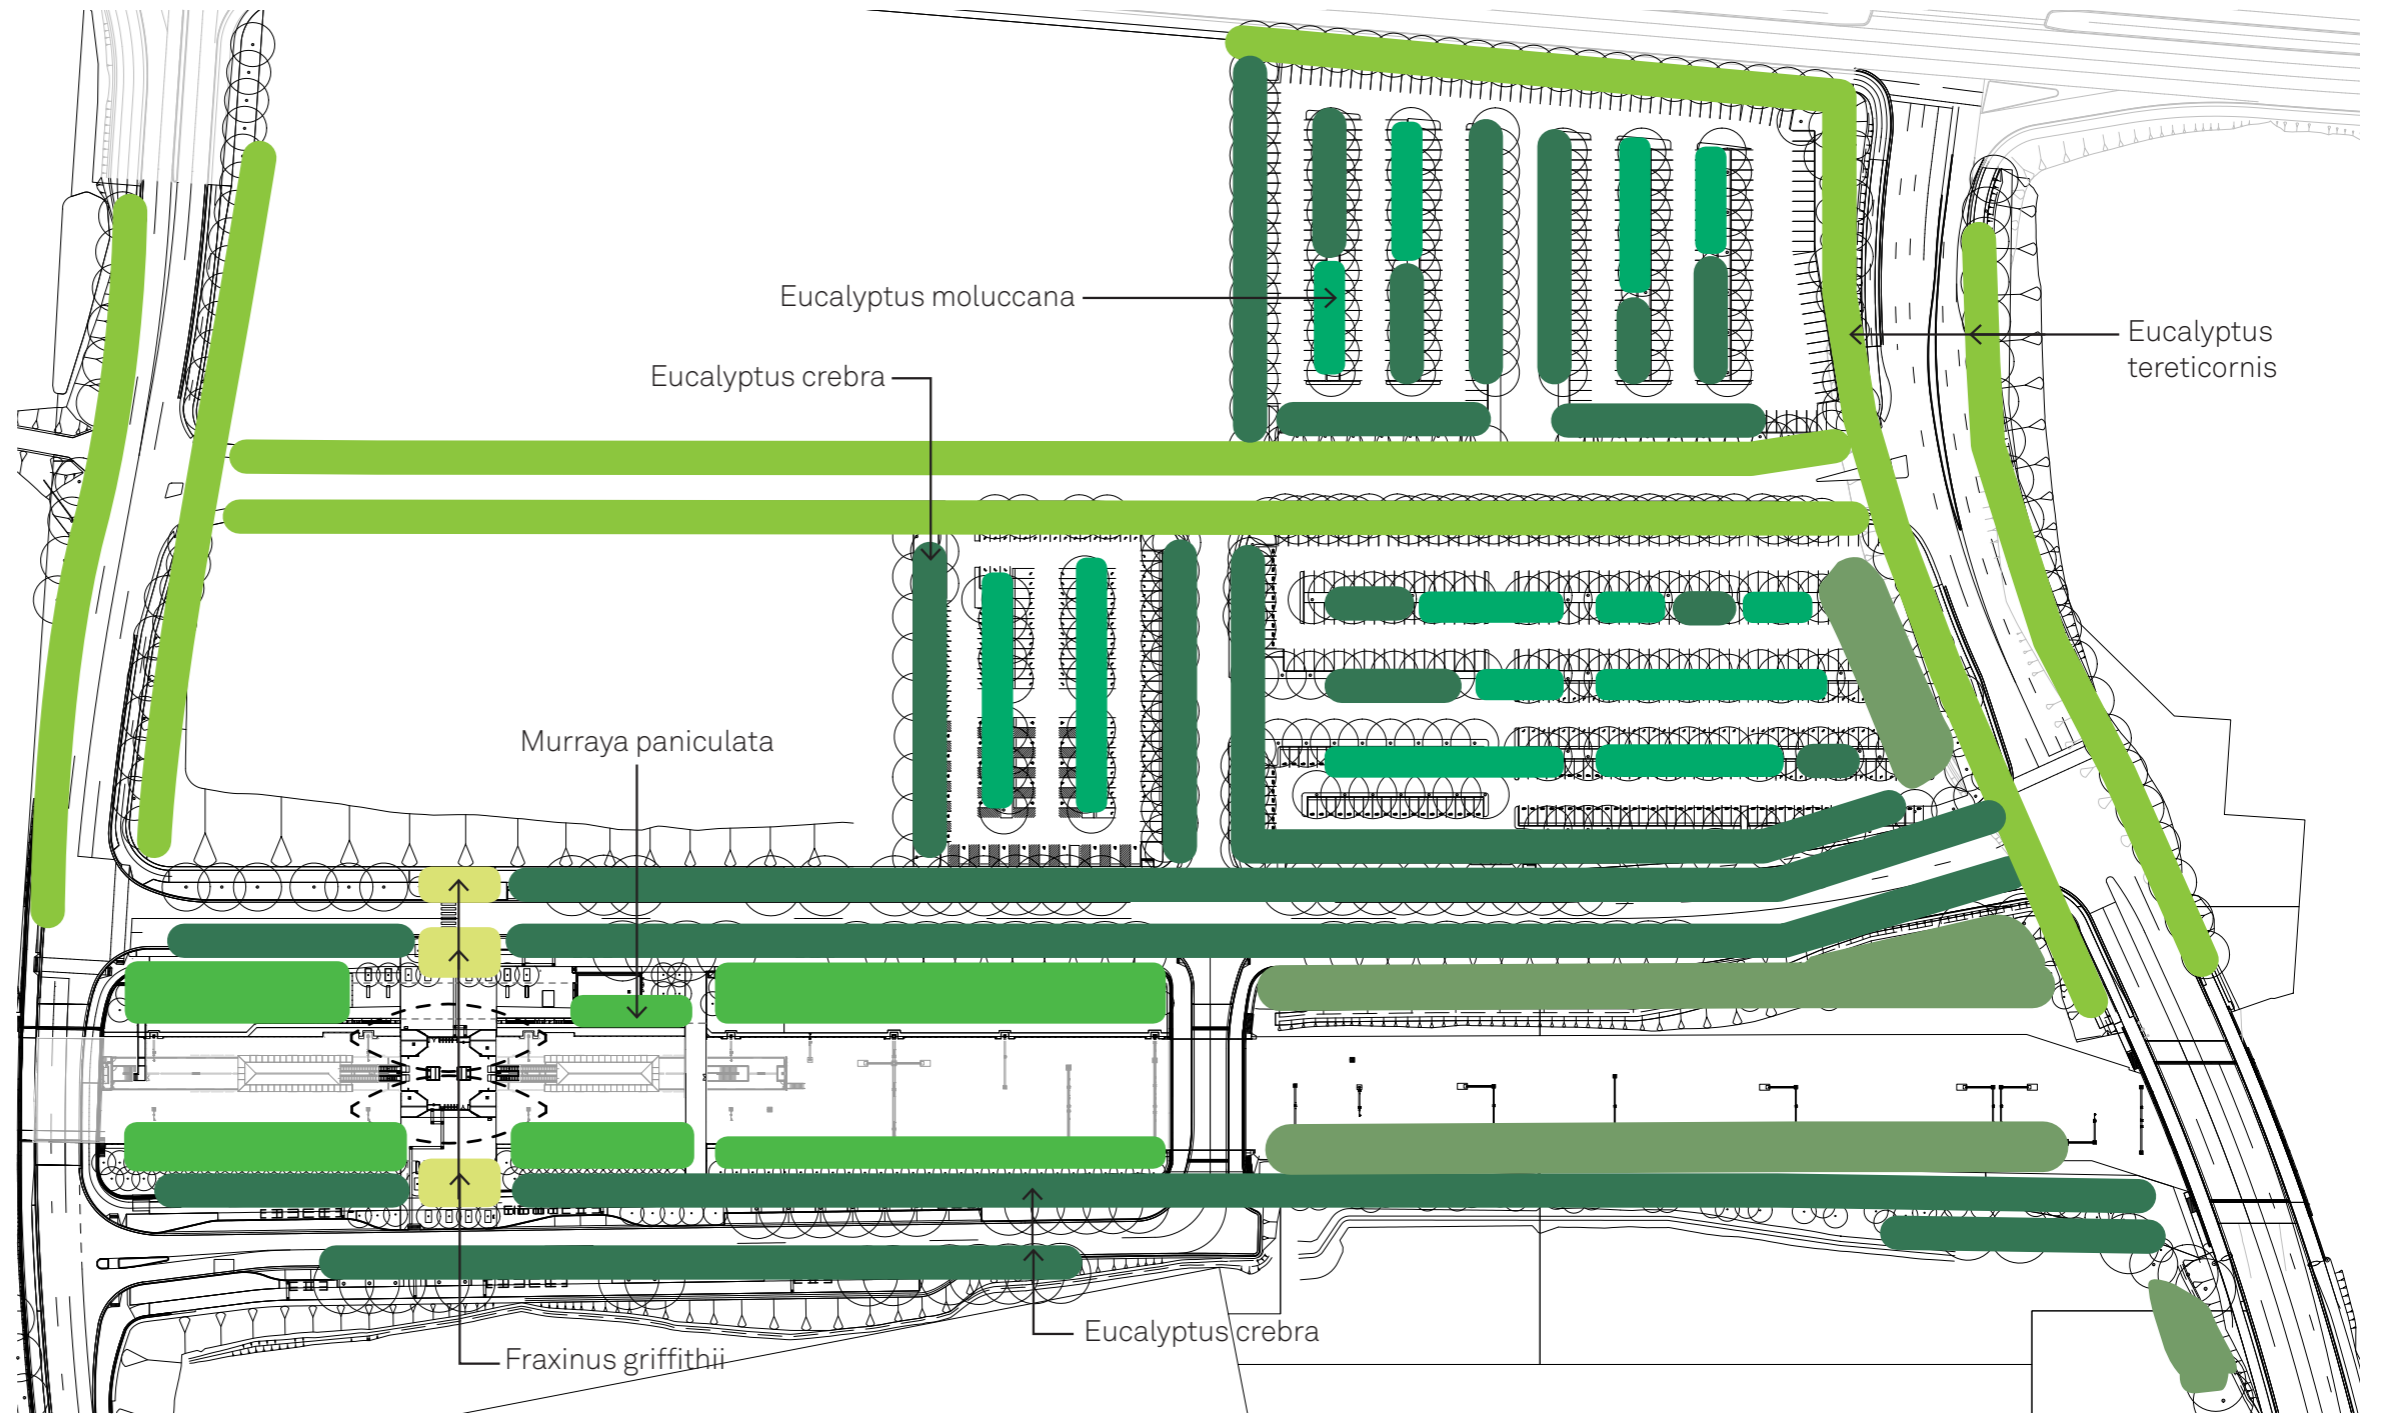 Eucalyptus moluccana
Eucalyptus
tereticornis
Eucalyptus crebra
Murraya paniculata
Eucalyptus crebra
Fraxinus griffithii